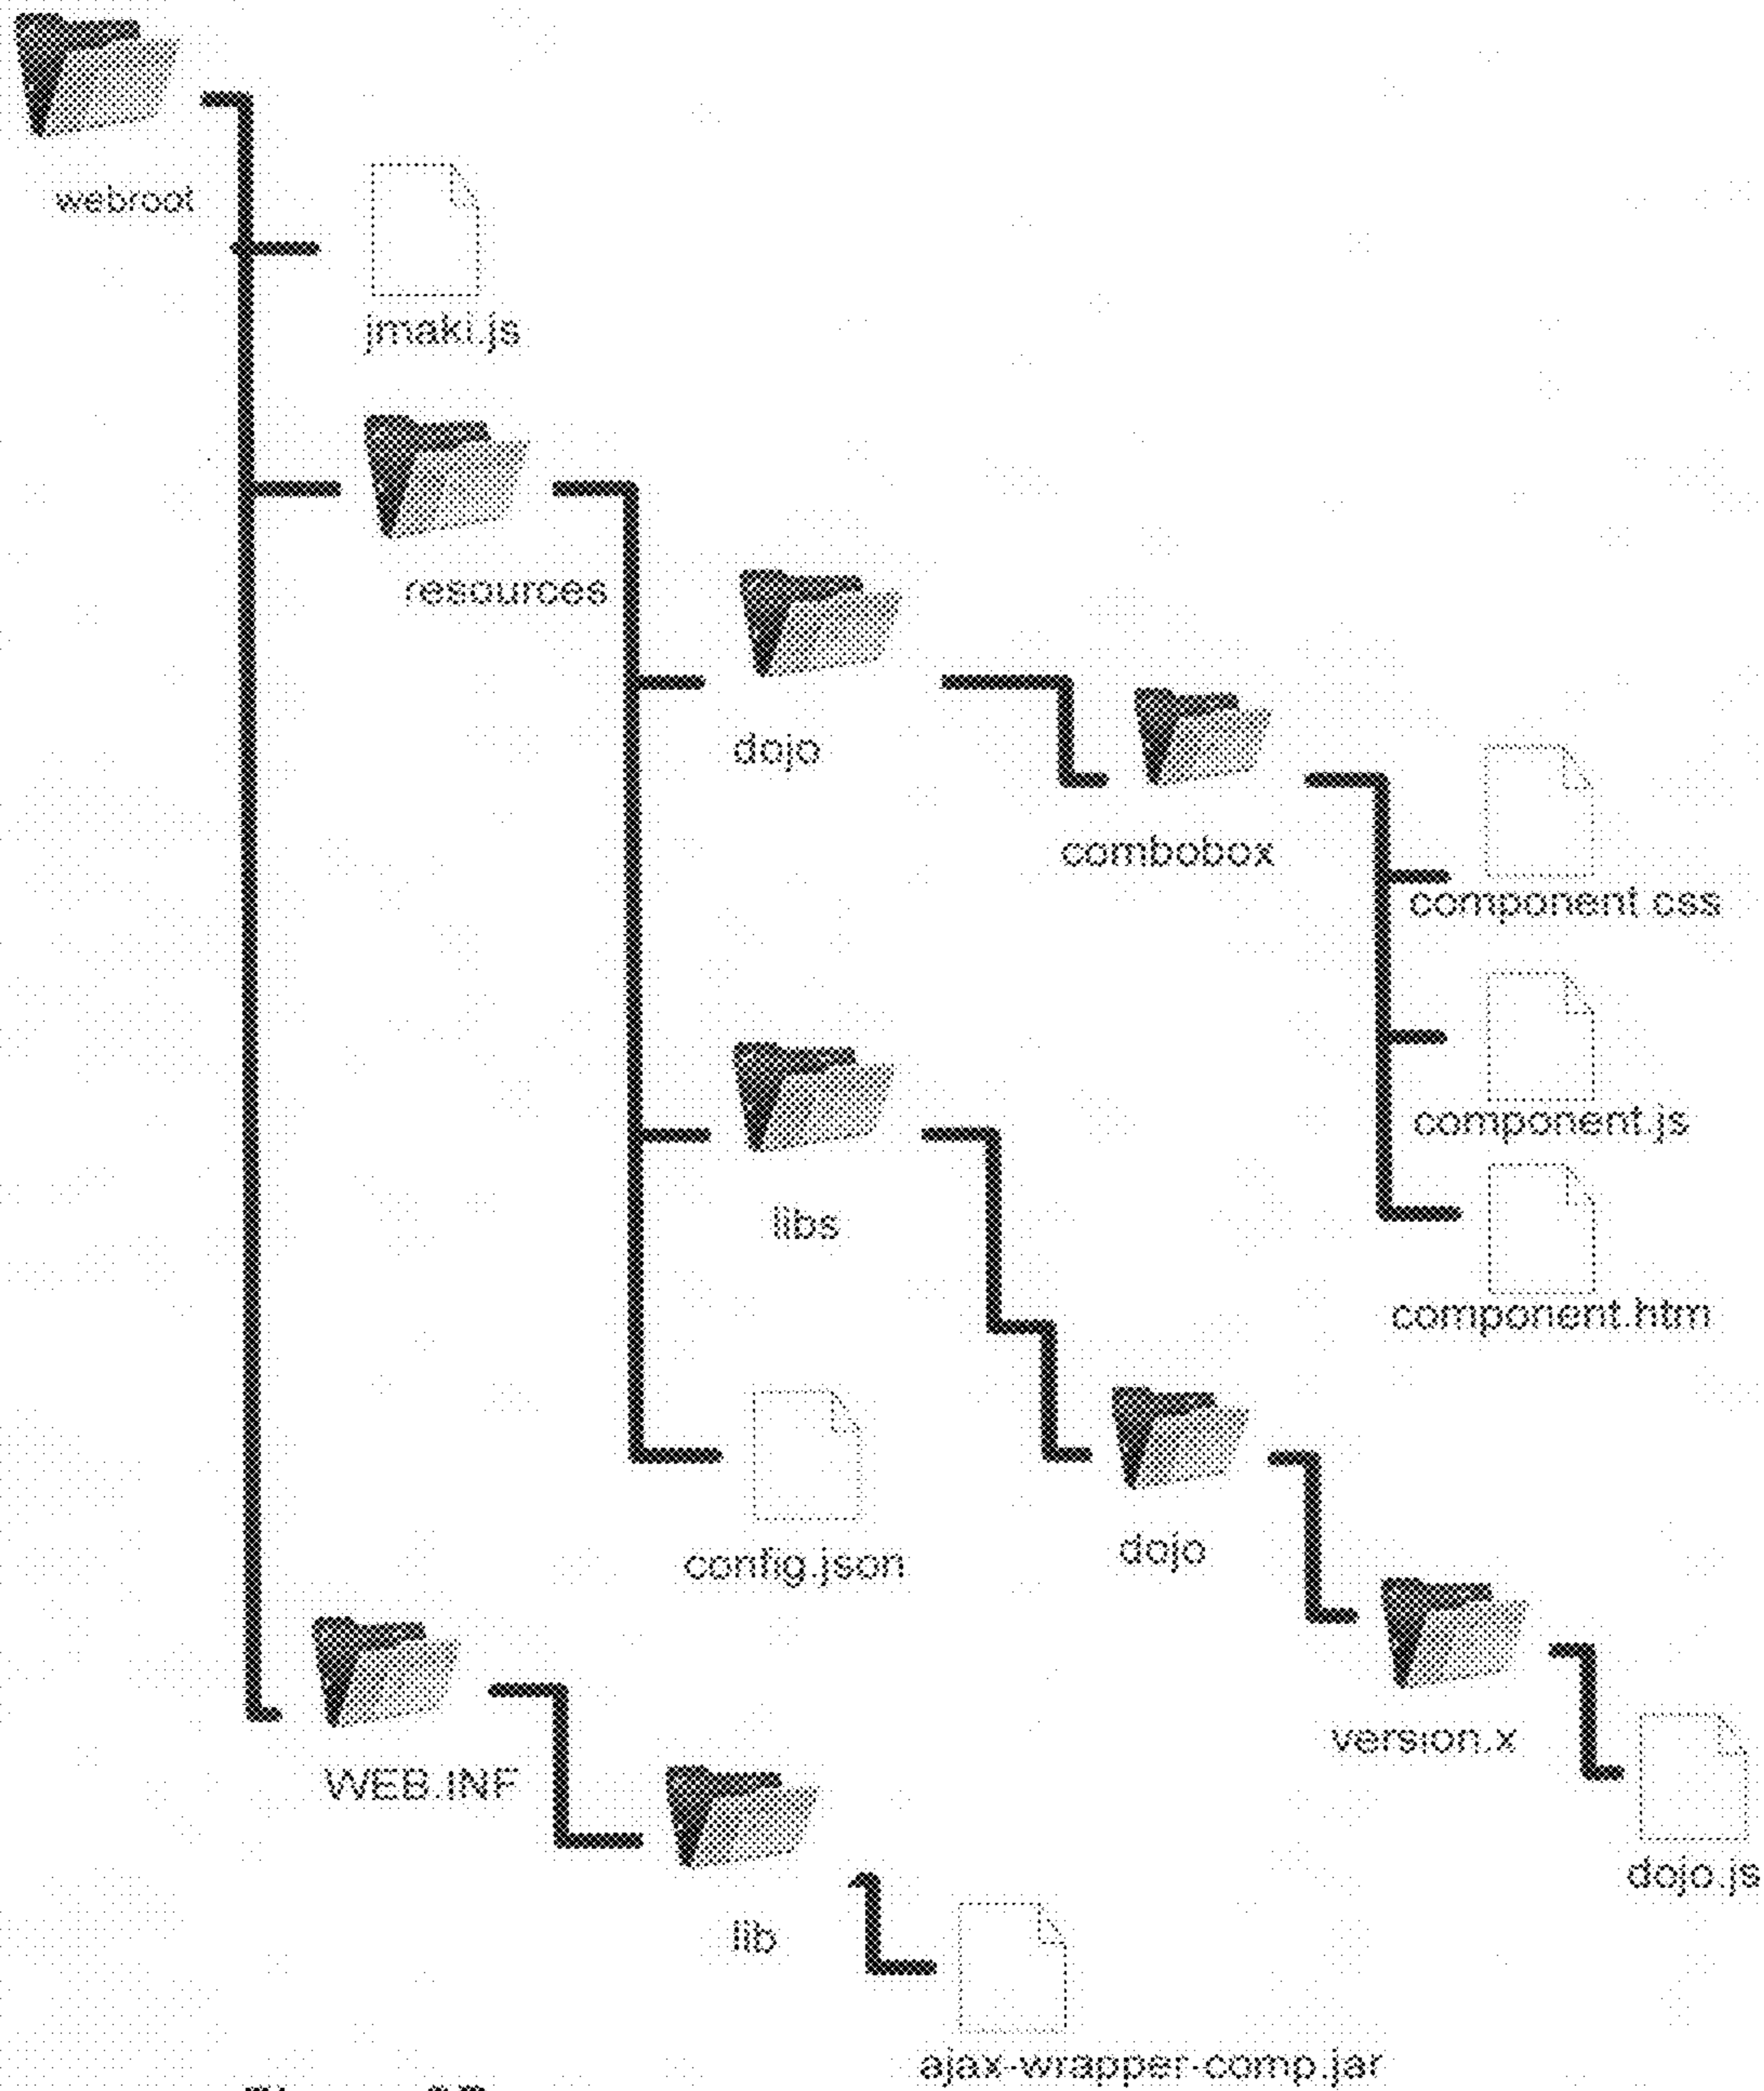 webroot
jmaki.js
resources
dojo
combobox
component.css
component.js
libs
component.htm
config.json
dojo
version.x
WEB.INF
dojo.js
lib
ajax-wrapper-comp.jar